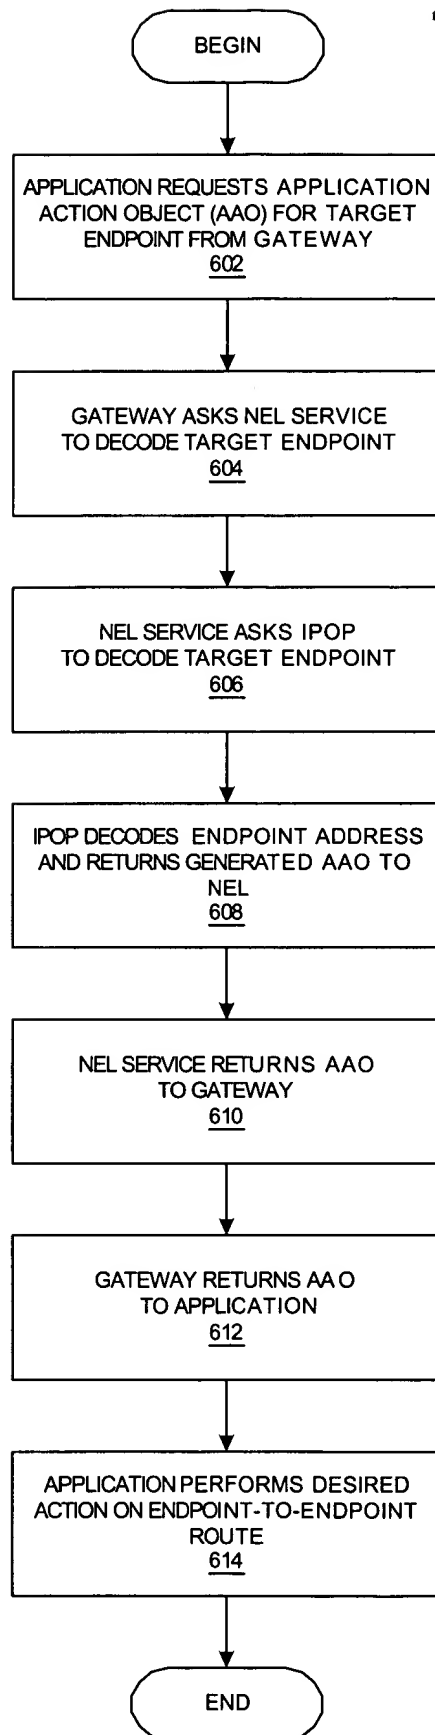 BEGIN
APPLICATION REQUESTS APPLICATION
ACTION OBJECT (AAO) FOR TARGET
ENDPOINT FROM GATEWAY
602
GATEWAY ASKS NEL SERVICE
TO DECODE TARGET ENDPOINT
604
NEL SERVICE ASKS IPOP
TO DECODE TARGET ENDPOINT
606
IPOP DECODES ENDPOINT ADDRESS
AND RETURNS GENERATED AAO TO
NEL
608
NEL SERVICE RETURNS AAO
TO GATEWAY
610
GATEWAY RETURNS AAO
TO APPLICATION
612
APPLICATION PERFORMS DESIRED
ACTION ON ENDPOINT-TO-ENDPOINT
ROUTE
614
END